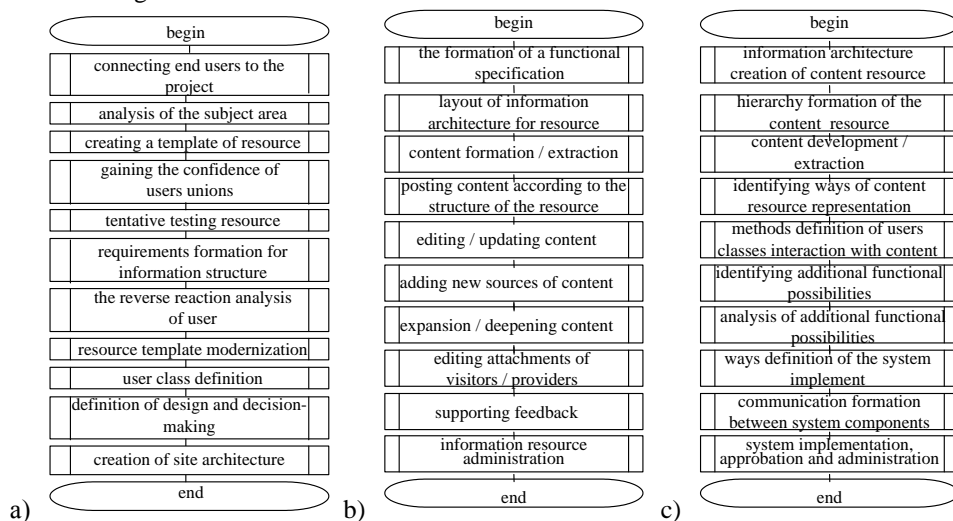 begin
connecting end users to the
project
analysis of the subject area
creating a template of resource
gaining the confidence of
users unions
tentative testing resource
requirements formation for
information structure
the reverse reaction analysis
of user
resource template modernization
user class definition
definition of design and decision-
making
creation of site architecture
end
a)
begin
the formation of a functional
specification
layout of information
architecture for resource
content formation / extraction
posting content according to the
structure of the resource
editing / updating content
adding new sources of content
expansion / deepening content
editing attachments of
visitors / providers
supporting feedback
information resource
administration
end
b)
begin
information architecture
creation of content resource
hierarchy formation of the
content resource
content development /
extraction
identifying ways of content
resource representation
methods definition of users
classes interaction with content
identifying additional functional
possibilities
analysis of additional functional
possibilities
ways definition of the system
implement
communication formation
between system components
system implementation,
approbation and administration
end
c)